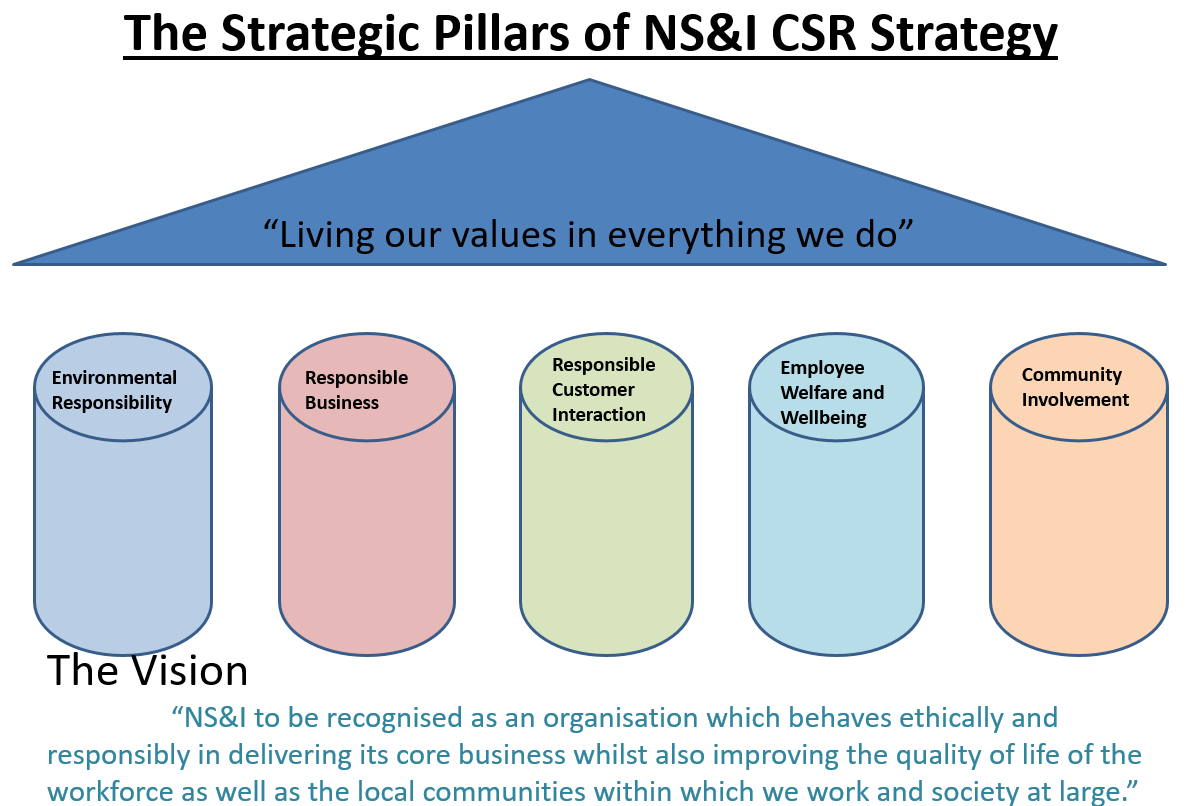 The Strategic Pillars of NS&I CSR Strategy
“Living our values in everything we do”
Environmental
Responsibility
Responsible
Business
Responsible
Customer
Interaction
Employee
Welfare and
Wellbeing
Community
Involvement
The Vision
“NS&I to be recognised as an organisation which behaves ethically and
responsibly in delivering its core business whilst also improving the quality of life of the
workforce as well as the local communities within which we work and society at large.”